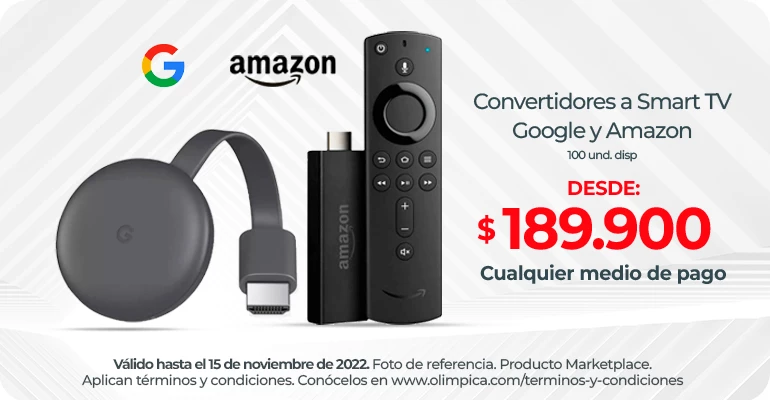 G amazon
Convertidores a Smart TV
Google y Amazon
100 und. disp
DESDE:
$ 189.900
Cualquier medio de pago
G
amazon
Válido hasta el 15 de noviembre de 2022. Foto de referencia. Producto Marketplace.
Aplican términos y condiciones. Conócelos en www.olimpica.com/terminos-y-condiciones